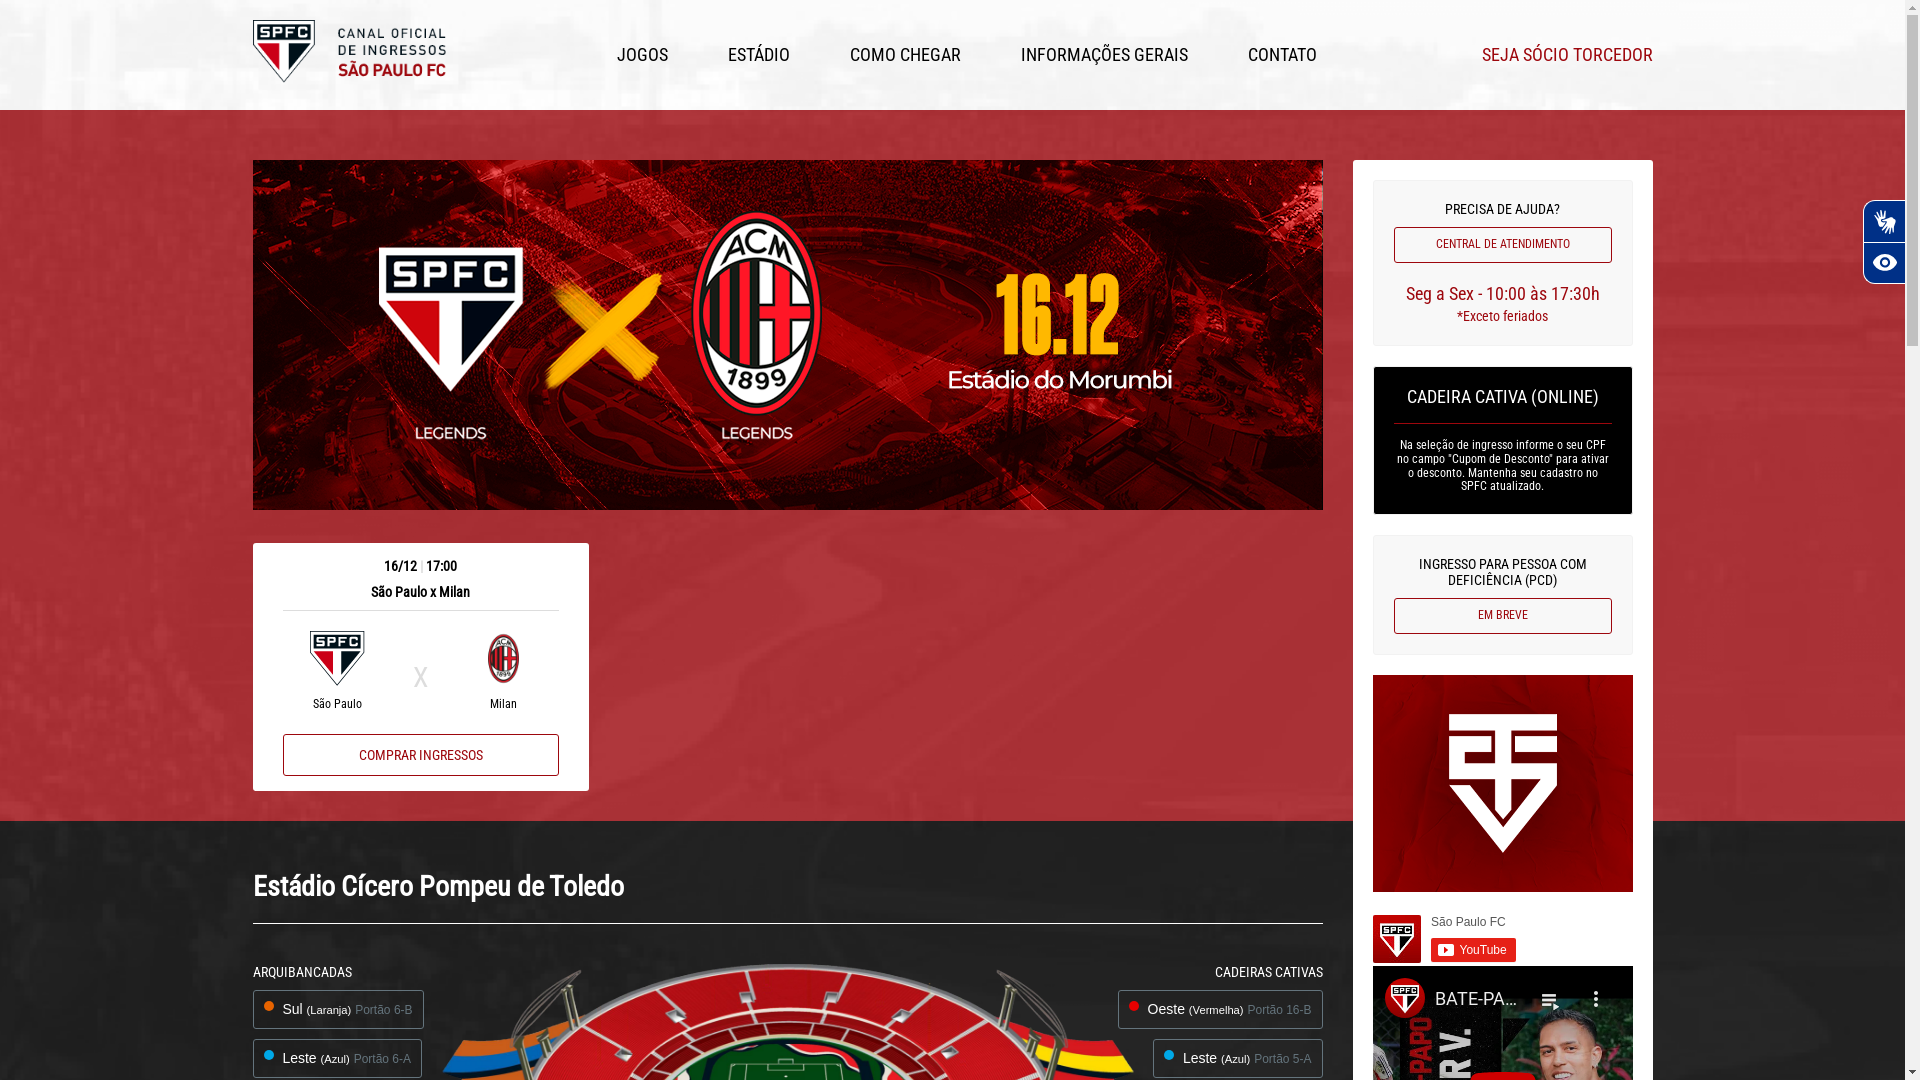 SPFC
CANAL OFICIAL
DE INGRESSOS
SÃO PAULO FC
JOGOS
ESTÁDIO
COMO CHEGAR
INFORMAÇÕES GERAIS
CONTATO
SEJA SÓCIO TORCEDOR
SPFC
LEGENDS
ACM
1899
LEGENDS
16.12
Estádio do Morumbi
16/12 | 17:00
São Paulo x Milan
SPFC
São Paulo
X
ACM
1899
Milan
COMPRAR INGRESSOS
PRECISA DE AJUDA?
CENTRAL DE ATENDIMENTO
Seg a Sex - 10:00 às 17:30h
*Exceto feriados
CADEIRA CATIVA (ONLINE)
Na seleção de ingresso informe o seu CPF
no campo "Cupom de Desconto" para ativar
o desconto. Mantenha seu cadastro no
SPFC atualizado.
INGRESSO PARA PESSOA COM
DEFICIÊNCIA (PCD)
EM BREVE
SPFC
São Paulo FC
YouTube
SPFC
BATE-PA...
Estádio Cícero Pompeu de Toledo
ARQUIBANCADAS
Sul (Laranja) Portão 6-B
Leste (Azul) Portão 6-A
CADEIRAS CATIVAS
Oeste (Vermelha) Portão 16-B
Leste (Azul) Portão 5-A